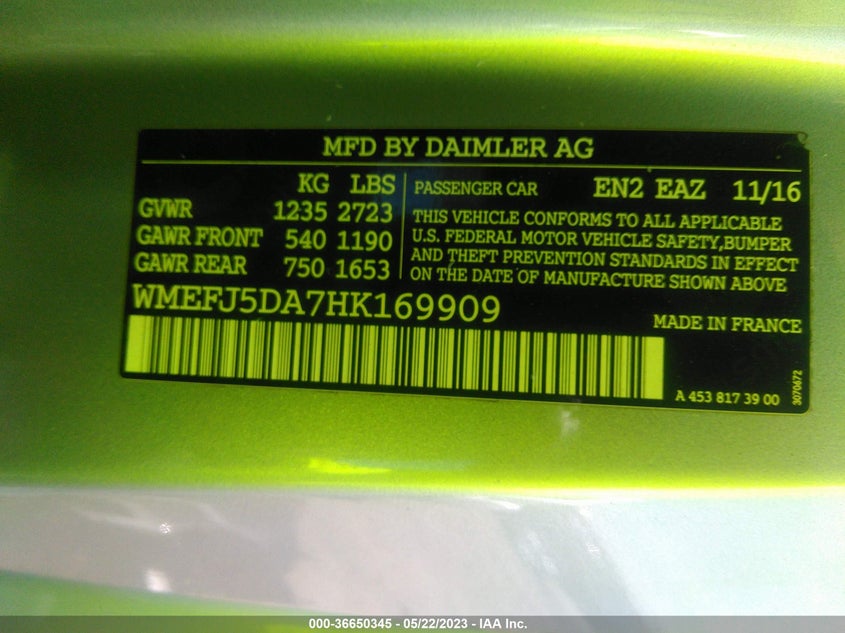 MFD BY DAIMLER AG
KG LBS
GVWR 1235 2723
GAWR FRONT 540 1190
GAWR REAR 750 1653
PASSENGER CAR EN2 EAZ 11/16
THIS VEHICLE CONFORMS TO ALL APPLICABLE
U.S. FEDERAL MOTOR VEHICLE SAFETY,BUMPER
AND THEFT PREVENTION STANDARDS IN EFFECT
ON THE DATE OF MANUFACTURE SHOWN ABOVE
WMEFJ5DA7HK169909
MADE IN FRANCE
A 453 817 39 00
3070672
000-36650345 - 05/22/2023 - IAA Inc.